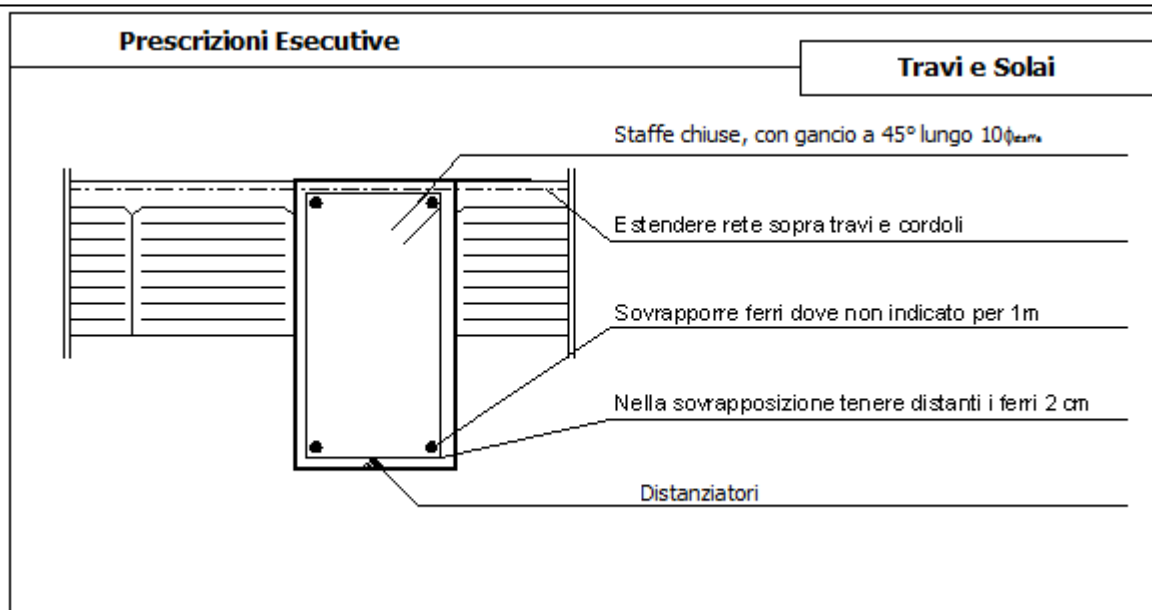 Prescrizioni Esecutive
Travi e Solai
Staffe chiuse, con gancio a 45° lungo 10ϕstaffa
Estendere rete sopra travi e cordoli
Sovrapporre ferri dove non indicato per 1m
Nella sovrapposizione tenere distanti i ferri 2 cm
Distanziatori